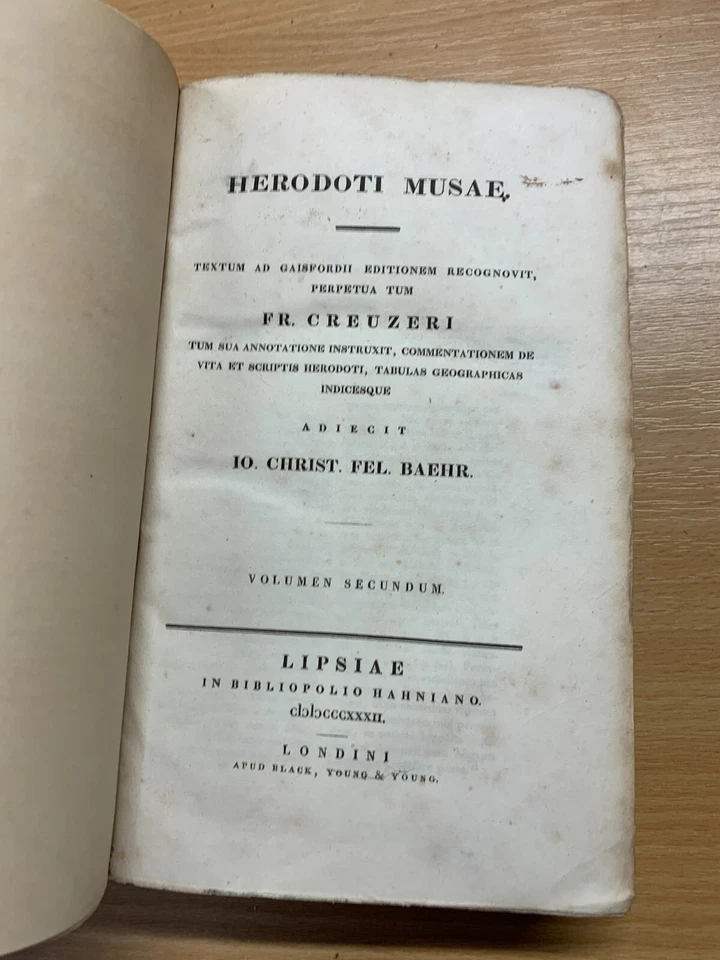 HERODOTI MUSAE.
TEXTUM AD GAISFORDII EDITIONEM RECOGNOVIT,
PERPETUA TUM
FR. CREUZERI
TUM SUA ANNOTATIONE INSTRUXIT, COMMENTATIONEM DE
VITA ET SCRIPTIS HERODOTI, TABULAS GEOGRAPHICAS
INDICESQUE
ADIECIT
IO. CHRIST. FEL. BAEHR.
VOLUMEN SECUNDUM.
LIPSIAE
IN BIBLIOPOLIO HAHNIANO.
cIɔIɔcccxxxII.
LONDINI
APUD BLACK, YOUNG & YOUNG.